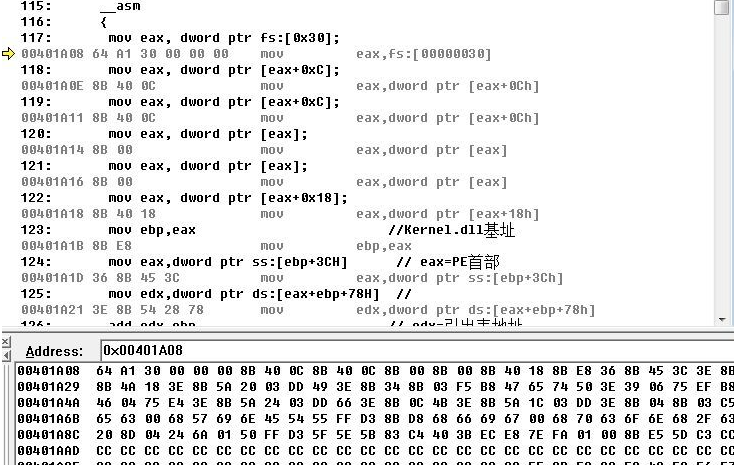 115: __asm
116: {
117: mov eax, dword ptr fs:[0x30];
00401A08 64 A1 30 00 00 00 mov eax,fs:[00000030]
118: mov eax, dword ptr [eax+0xC];
00401A0E 8B 40 0C mov eax,dword ptr [eax+0Ch]
119: mov eax, dword ptr [eax+0xC];
00401A11 8B 40 0C mov eax,dword ptr [eax+0Ch]
120: mov eax, dword ptr [eax];
00401A14 8B 00 mov eax,dword ptr [eax]
121: mov eax, dword ptr [eax];
00401A16 8B 00 mov eax,dword ptr [eax]
122: mov eax, dword ptr [eax+0x18];
00401A18 8B 40 18 mov eax,dword ptr [eax+18h]
123: mov ebp,eax //Kernel.dll基址
00401A1B 8B E8 mov ebp,eax
124: mov eax,dword ptr ss:[ebp+3CH] // eax=PE首部
00401A1D 36 8B 45 3C mov eax,dword ptr ss:[ebp+3Ch]
125: mov edx,dword ptr ds:[eax+ebp+78H] //
00401A21 3E 8B 54 28 78 mov edx,dword ptr ds:[eax+ebp+78h]
126: add edx,ebp // edx=引出表地址
Address: 0x00401A08
00401A08 64 A1 30 00 00 00 8B 40 0C 8B 40 0C 8B 00 8B 00 8B 40 18 8B E8 36 8B 45 3C 3E 8B
00401A29 8B 4A 18 3E 8B 5A 20 03 DD 49 3E 8B 34 8B 03 F5 B8 47 65 74 50 3E 39 06 75 EF B8
00401A4A 46 04 75 E4 3E 8B 5A 24 03 DD 66 3E 8B 0C 4B 3E 8B 5A 1C 03 DD 3E 8B 04 8B 03 C5
00401A6B 65 63 00 68 57 69 6E 45 54 55 FF D3 8B D8 68 66 69 67 00 68 70 63 6F 6E 68 2F 63
00401A8C 20 8D 04 24 6A 01 50 FF D3 5F 5E 5B 83 C4 40 3B EC E8 7E FA 01 00 8B E5 5D C3 CC
00401AAD CC CC CC CC CC CC CC CC CC CC CC CC CC CC CC CC CC CC CC CC CC CC CC CC CC CC CC